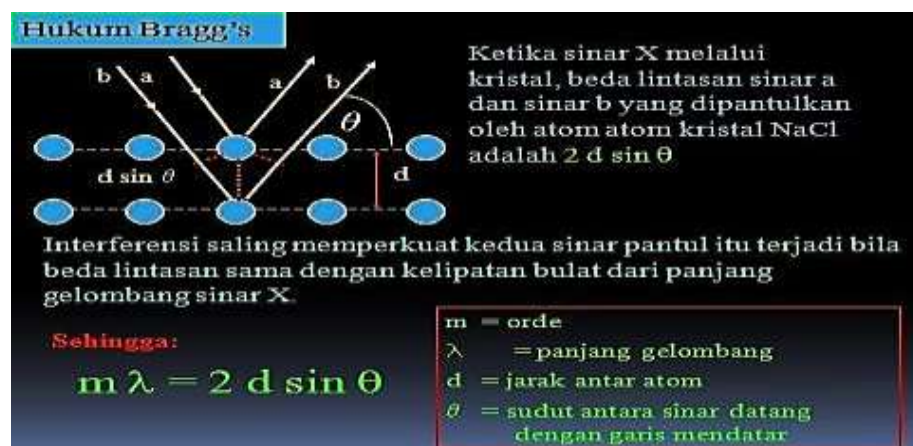 Hukum Bragg's
b a a b
θ
d sin θ d
Ketika sinar X melalui
kristal, beda lintasan sinar a
dan sinar b yang dipantulkan
oleh atom atom kristal NaCl
adalah 2 d sin θ
Interferensi saling memperkuat kedua sinar pantul itu terjadi bila
beda lintasan sama dengan kelipatan bulat dari panjang
gelombang sinar X.
Sehingga:
m λ = 2 d sin θ
m = orde
λ = panjang gelombang
d = jarak antar atom
θ = sudut antara sinar datang
dengan garis mendatar